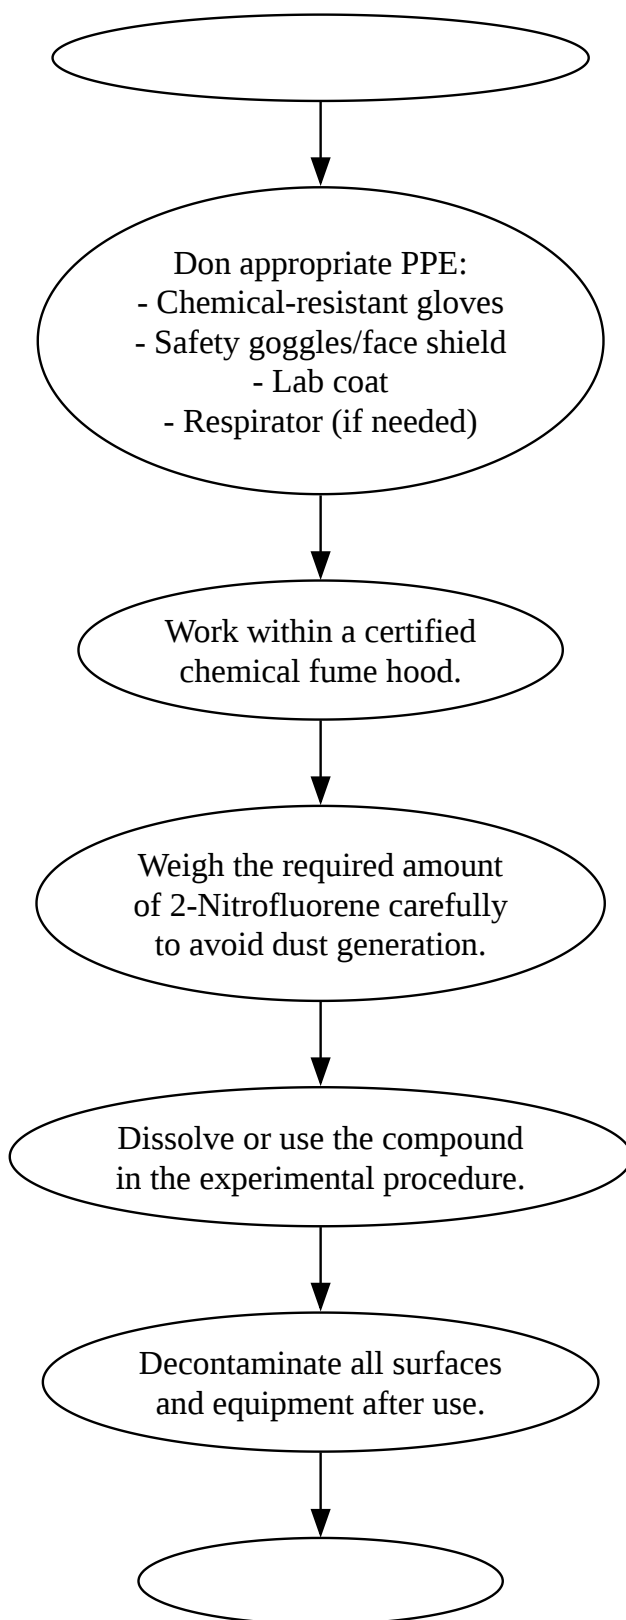 Don appropriate PPE:
- Chemical-resistant gloves
- Safety goggles/face shield
- Lab coat
- Respirator (if needed)
Work within a certified
chemical fume hood.
Weigh the required amount
of 2-Nitrofluorene carefully
to avoid dust generation.
Dissolve or use the compound
in the experimental procedure.
Decontaminate all surfaces
and equipment after use.